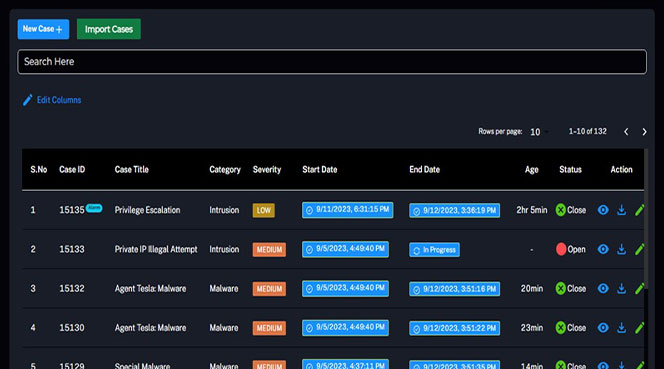 New Case +
Import Cases
Search Here
Edit Columns
Rows per page: 10 1–10 of 132
S.No Case ID Case Title Category Severity Start Date End Date Age Status Action
1 15135 Alarm Privilege Escalation Intrusion LOW 9/11/2023, 6:31:15 PM 9/12/2023, 3:36:19 PM 2hr 5min Close
2 15133 Private IP Illegal Attempt Intrusion MEDIUM 9/5/2023, 4:49:40 PM In Progress - Open
3 15132 Agent Tesla: Malware Malware MEDIUM 9/5/2023, 4:49:40 PM 9/12/2023, 3:51:16 PM 20min Close
4 15130 Agent Tesla: Malware Malware MEDIUM 9/5/2023, 4:49:40 PM 9/12/2023, 3:51:22 PM 23min Close
5 15129 Special Malware Malware MEDIUM 9/5/2023, 4:37:11 PM 9/12/2023, 3:51:35 PM 14min Close